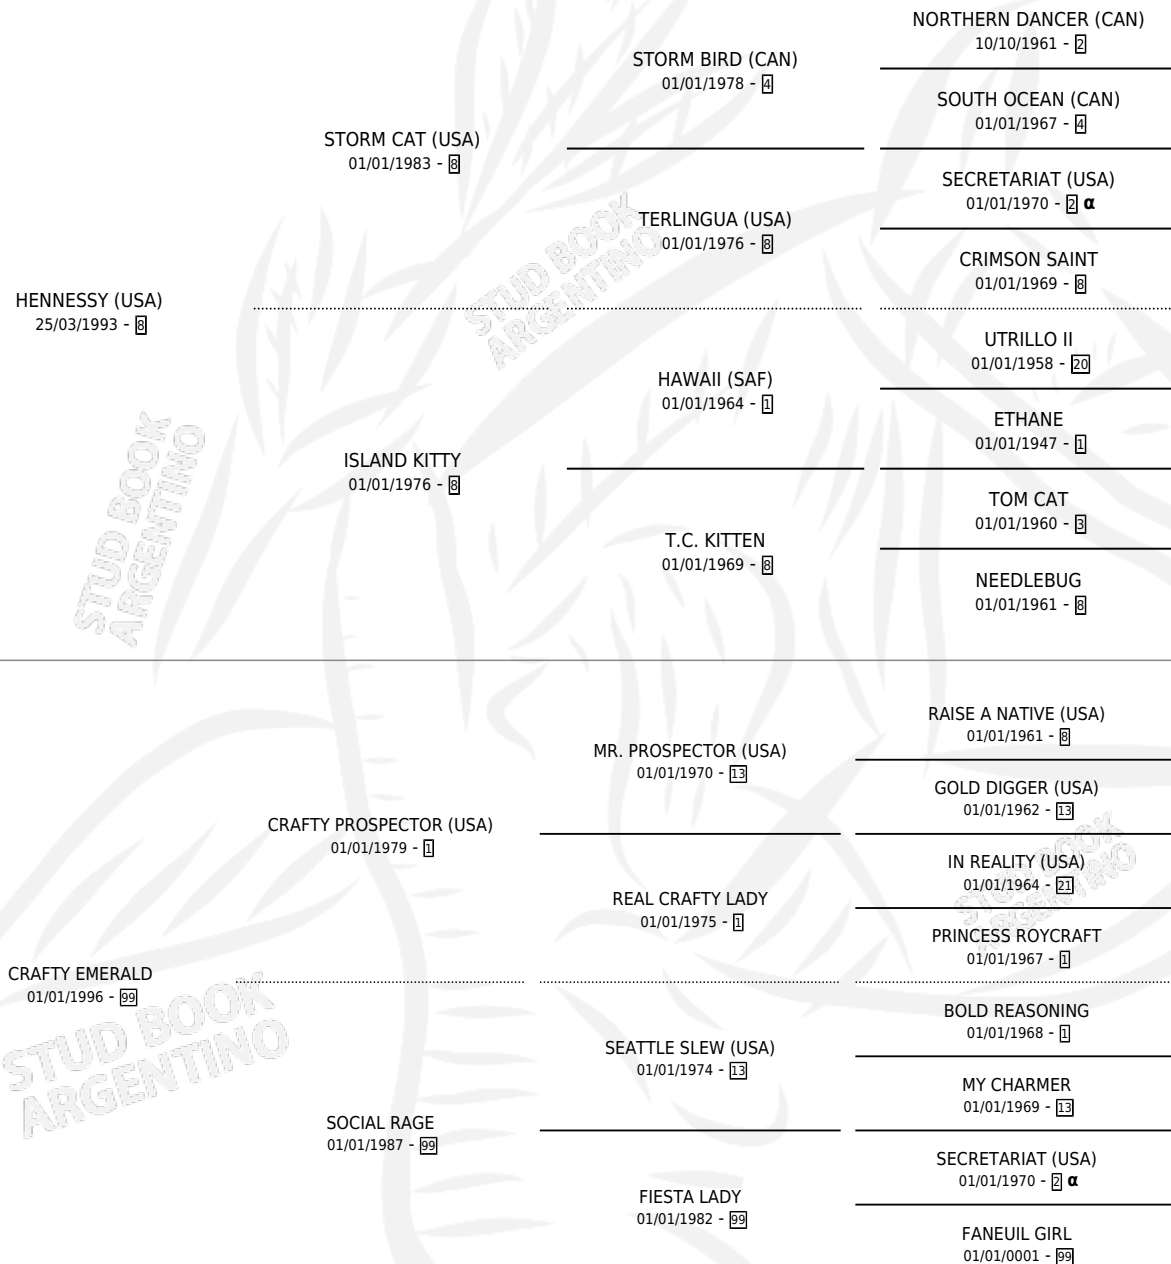 NORTHERN DANCER (CAN)
10/10/1961 - 2
STORM BIRD (CAN)
01/01/1978 - 4
SOUTH OCEAN (CAN)
01/01/1967 - 4
STORM CAT (USA)
01/01/1983 - 8
SECRETARIAT (USA)
01/01/1970 - 2 α
TERLINGUA (USA)
01/01/1976 - 8
CRIMSON SAINT
01/01/1969 - 8
STUD BOOK
ARGENTINO
HENNESSY (USA)
25/03/1993 - 8
UTRILLO II
01/01/1958 - 20
HAWAII (SAF)
01/01/1964 - 1
ETHANE
01/01/1947 - 1
ISLAND KITTY
01/01/1976 - 8
TOM CAT
01/01/1960 - 3
T.C. KITTEN
01/01/1969 - 8
NEEDLEBUG
01/01/1961 - 8
STUD BOOK
ARGENTINO
RAISE A NATIVE (USA)
01/01/1961 - 8
MR. PROSPECTOR (USA)
01/01/1970 - 13
GOLD DIGGER (USA)
01/01/1962 - 13
CRAFTY PROSPECTOR (USA)
01/01/1979 - 1
IN REALITY (USA)
01/01/1964 - 21
STUD BOOK
ARGENTINO
REAL CRAFTY LADY
01/01/1975 - 1
PRINCESS ROYCRAFT
01/01/1967 - 1
CRAFTY EMERALD
01/01/1996 - 99
STUD BOOK
ARGENTINO
BOLD REASONING
01/01/1968 - 1
SEATTLE SLEW (USA)
01/01/1974 - 13
MY CHARMER
01/01/1969 - 13
SOCIAL RAGE
01/01/1987 - 99
SECRETARIAT (USA)
01/01/1970 - 2 α
FIESTA LADY
01/01/1982 - 99
FANEUIL GIRL
01/01/0001 - 99